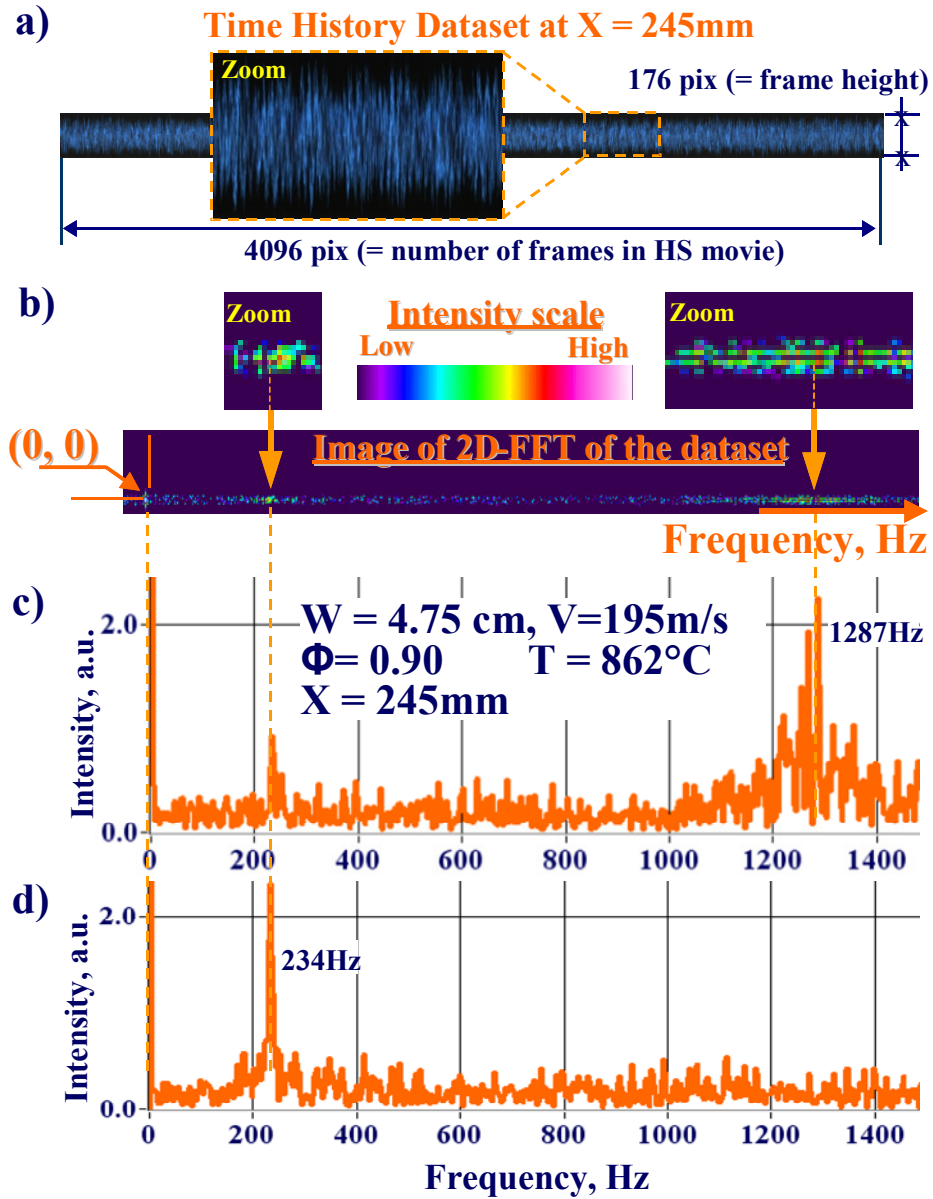 a)
Time History Dataset at X = 245mm
Zoom
176 pix (= frame height)
X
X
4096 pix (= number of frames in HS movie)
b)
Zoom
Intensity scale
Low
High
Zoom
(0, 0)
Image of 2D-FFT of the dataset
Frequency, Hz
c)
Intensity, a.u.
2.0
0.0
W = 4.75 cm, V=195m/s
Φ= 0.90 T = 862°C
X = 245mm
1287Hz
0 200 400 600 800 1000 1200 1400
d)
Intensity, a.u.
2.0
0.0
234Hz
0 200 400 600 800 1000 1200 1400
Frequency, Hz